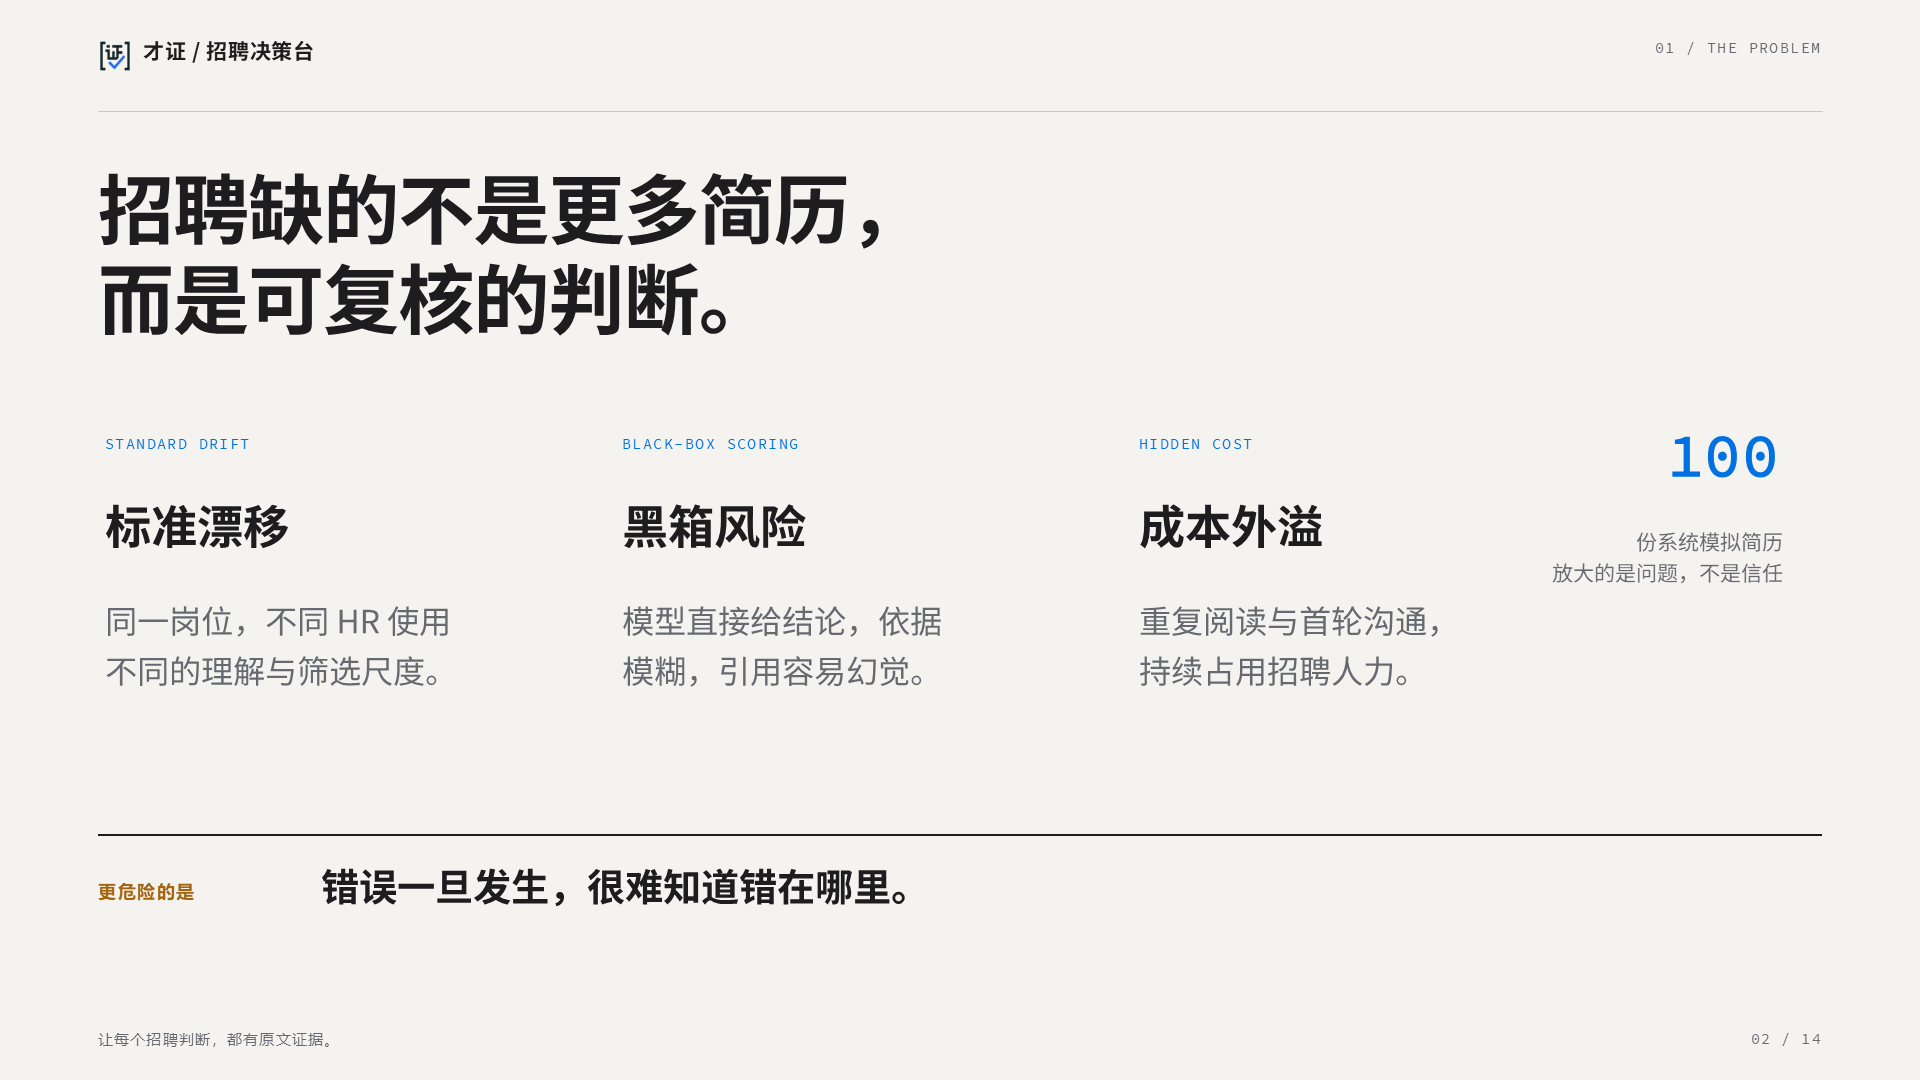 [证] 才证 / 招聘决策台
01 / THE PROBLEM
招聘缺的不是更多简历，
而是可复核的判断。
STANDARD DRIFT
标准漂移
同一岗位，不同 HR 使用
不同的理解与筛选尺度。
BLACK-BOX SCORING
黑箱风险
模型直接给结论，依据
模糊，引用容易幻觉。
HIDDEN COST
成本外溢
重复阅读与首轮沟通，
持续占用招聘人力。
100
份系统模拟简历
放大的是问题，不是信任
更危险的是
错误一旦发生，很难知道错在哪里。
让每个招聘判断，都有原文证据。
02 / 14